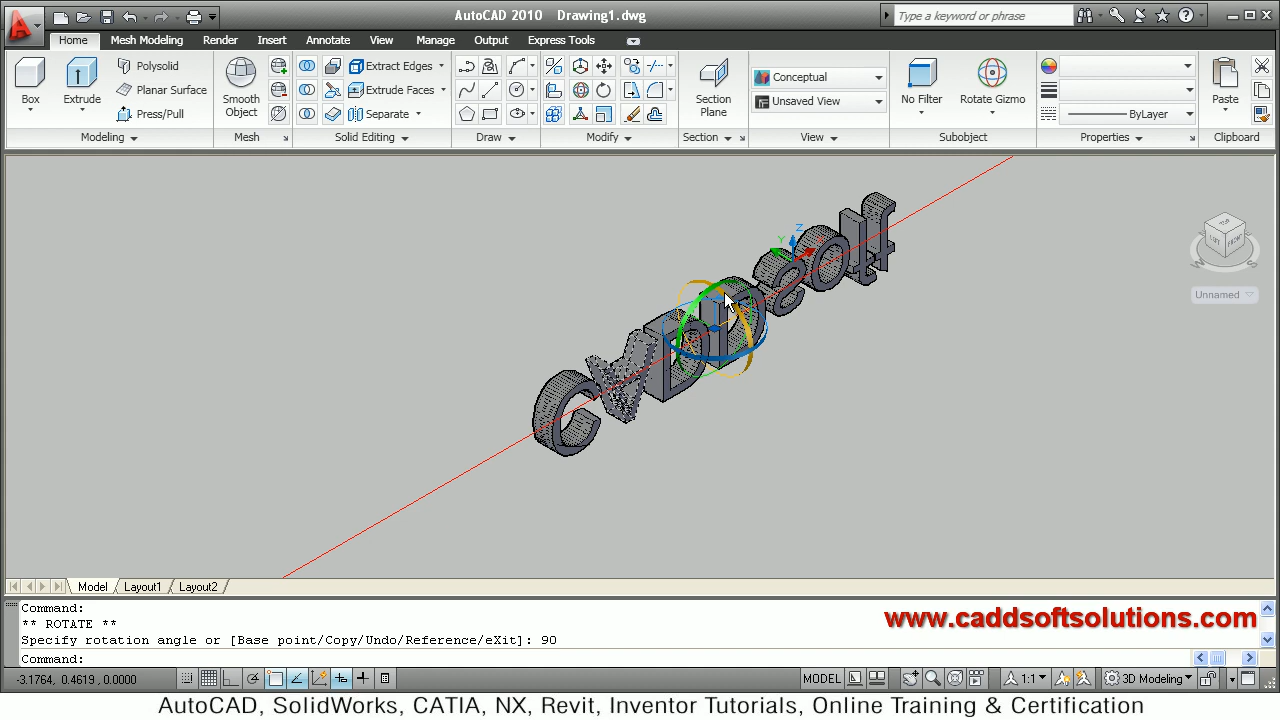 AutoCAD 2010 Drawing1.dwg
Type a keyword or phrase
Home Mesh Modeling Render Insert Annotate View Manage Output Express Tools
Box
Extrude
Polysolid
Planar Surface
Press/Pull
Smooth
Object
Extract Edges
Extrude Faces
Separate
Section
Plane
Conceptual
Unsaved View
No Filter
Rotate Gizmo
ByLayer
Paste
Modeling Mesh Solid Editing Draw Modify Section View Subobject Properties Clipboard
Z
Y
TOP
LEFT FRONT
W S
Unnamed
Model Layout1 Layout2
Command:
** ROTATE **
Specify rotation angle or [Base point/Copy/Undo/Reference/eXit]: 90
Command:
www.caddsoftsolutions.com
-3.1764, 0.4619, 0.0000
MODEL
1:1
3D Modeling
AutoCAD, SolidWorks, CATIA, NX, Revit, Inventor Tutorials, Online Training & Certification